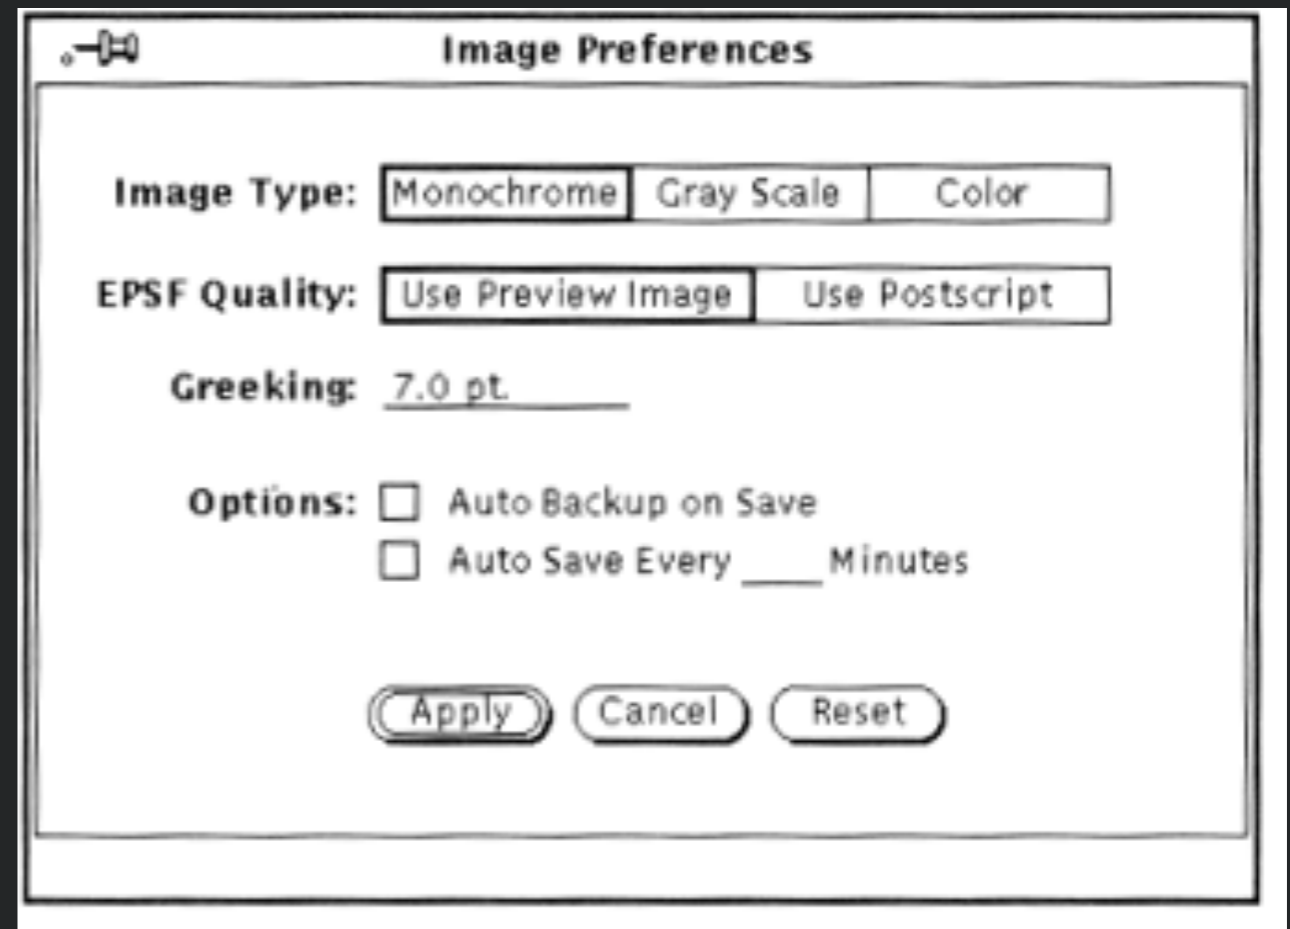 Image Preferences
Image Type: Monochrome Gray Scale Color
EPSF Quality: Use Preview Image Use Postscript
Greeking: 7.0 pt.
Options: Auto Backup on Save
Auto Save Every ____ Minutes
Apply Cancel Reset